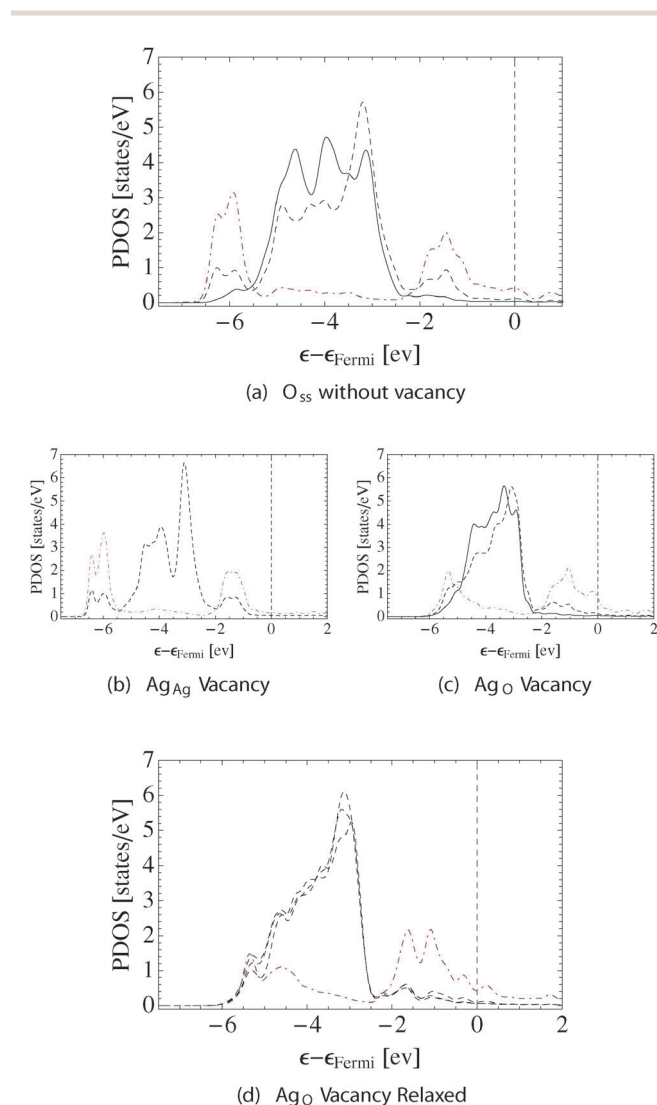 7
6
5
4
3
2
1
0
PDOS [states/eV]
−6 −4 −2 0
ϵ−ϵFermi [ev]
(a) Oss without vacancy
7
6
5
4
3
2
1
0
PDOS [states/eV]
−6 −4 −2 0 2
ϵ−ϵFermi [ev]
(b) AgAg Vacancy
7
6
5
4
3
2
1
0
PDOS [states/eV]
−8 −6 −4 −2 0 2
ϵ−ϵFermi [ev]
(c) AgO Vacancy
7
6
5
4
3
2
1
0
PDOS [states/eV]
−6 −4 −2 0 2
ϵ−ϵFermi [ev]
(d) AgO Vacancy Relaxed